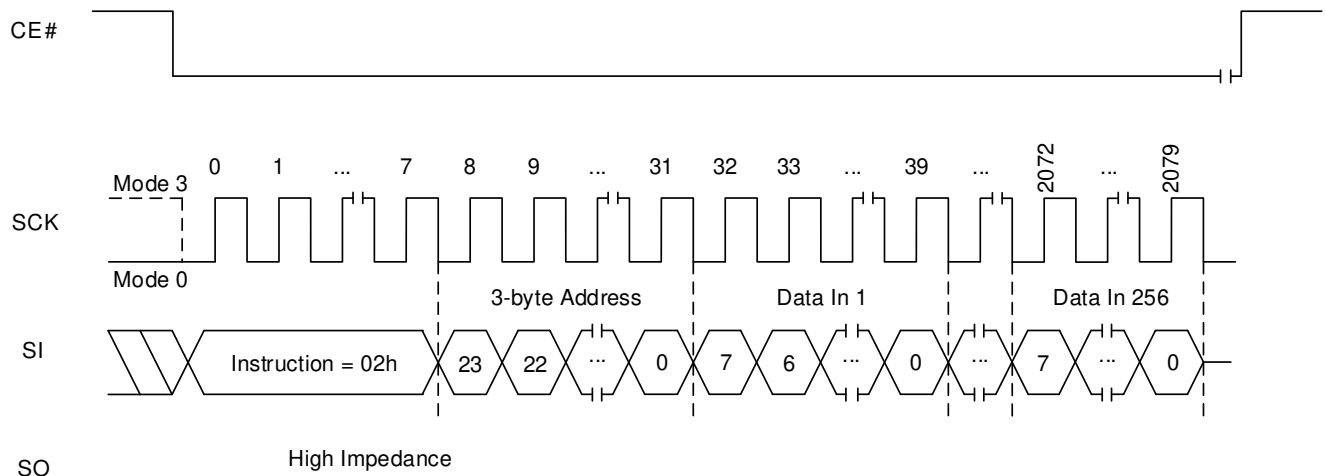 CE#
0 1 ... 7 8 9 ... 31 32 33 ... 39 ... 2072 ... 2079
Mode 3
SCK
Mode 0
3-byte Address Data In 1 Data In 256
SI Instruction = 02h 23 22 ... 0 7 6 ... 0 ... 7 ... 0
High Impedance
SO